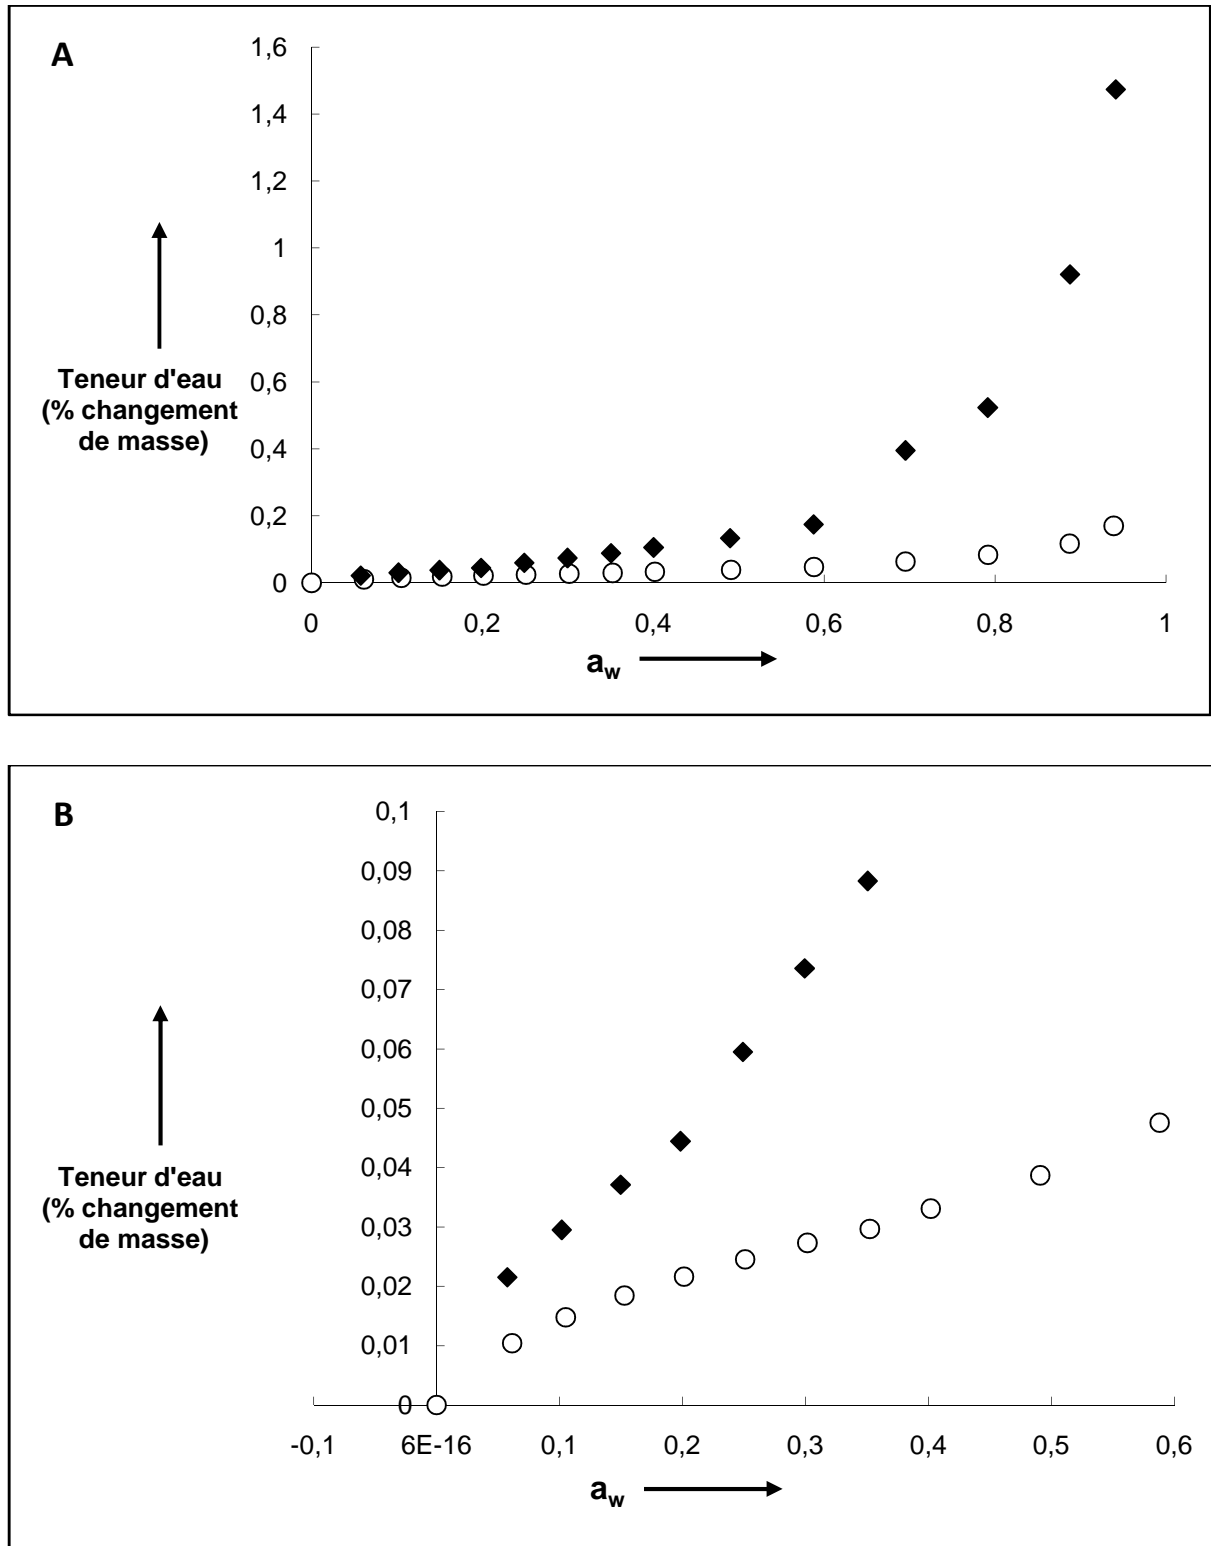 A
1,6
1,4
1,2
1
0,8
0,6
0,4
0,2
0
Teneur d'eau
(% changement
de masse)
0 0,2 0,4 0,6 0,8 1
aw
B
0,1
0,09
0,08
0,07
0,06
0,05
0,04
0,03
0,02
0,01
0
Teneur d'eau
(% changement
de masse)
-0,1 6E-16 0,1 0,2 0,3 0,4 0,5 0,6
aw